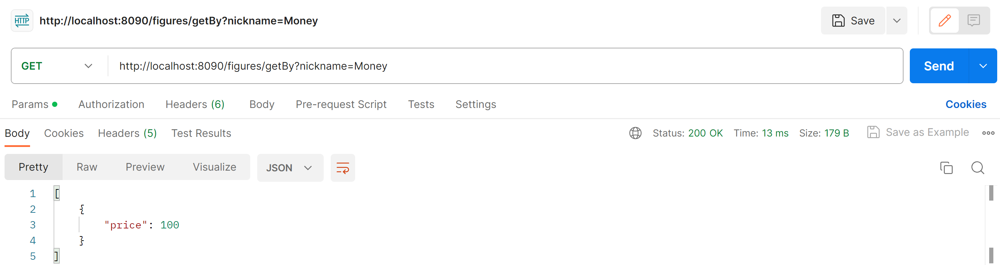 HTTP http://localhost:8090/figures/getBy?nickname=Money Save
GET http://localhost:8090/figures/getBy?nickname=Money Send
Params Authorization Headers (6) Body Pre-request Script Tests Settings Cookies
Body Cookies Headers (5) Test Results Status: 200 OK Time: 13 ms Size: 179 B Save as Example
Pretty Raw Preview Visualize JSON
1 [
2 {
3 "price": 100
4 }
5 ]